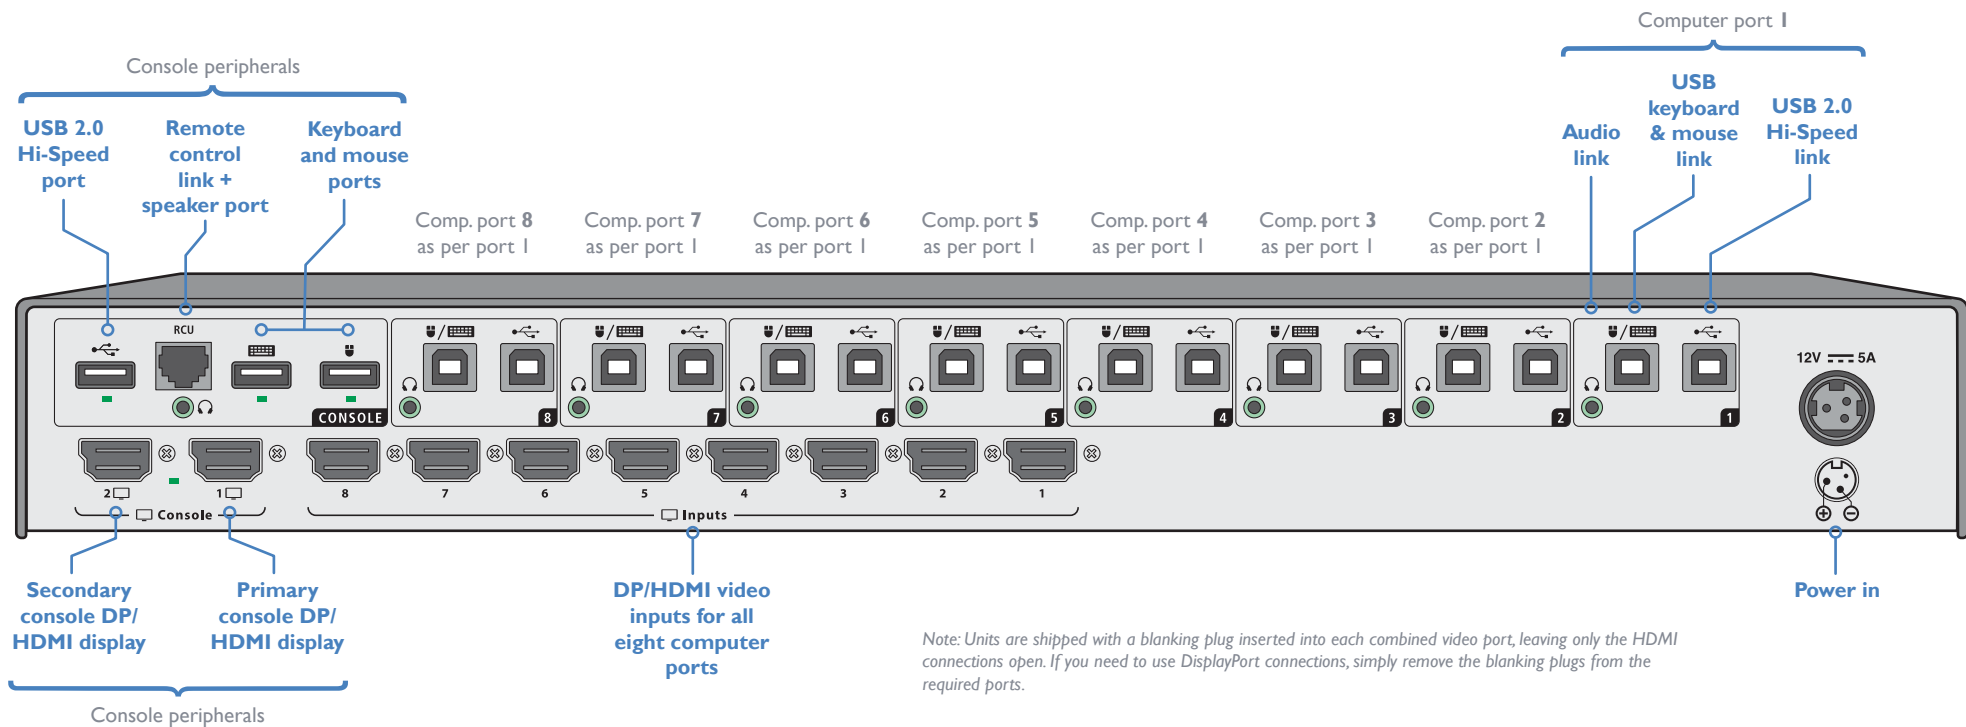 Computer port 1
Console peripherals
USB 2.0
Hi-Speed
port
Remote
control
link +
speaker port
Keyboard
and mouse
ports
Audio
link
USB
keyboard
& mouse
link
USB 2.0
Hi-Speed
link
Comp. port 8
as per port 1
Comp. port 7
as per port 1
Comp. port 6
as per port 1
Comp. port 5
as per port 1
Comp. port 4
as per port 1
Comp. port 3
as per port 1
Comp. port 2
as per port 1
RCU
12V 5A
CONSOLE
8
7
6
5
4
3
2
1
2
1
8
7
6
5
4
3
2
1
Console
Inputs
Secondary
console DP/
HDMI display
Primary
console DP/
HDMI display
DP/HDMI video
inputs for all
eight computer
ports
Power in
Note: Units are shipped with a blanking plug inserted into each combined video port, leaving only the HDMI
connections open. If you need to use DisplayPort connections, simply remove the blanking plugs from the
required ports.
Console peripherals